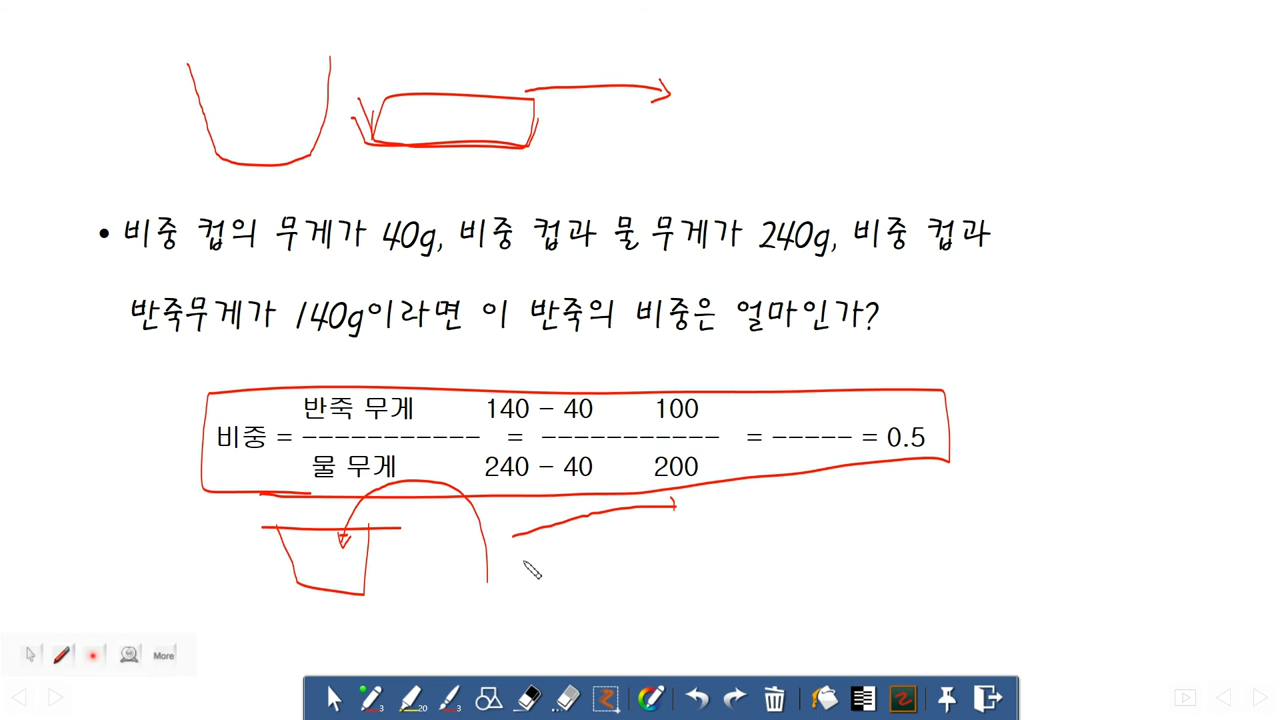 • 비중 컵의 무게가 40g, 비중 컵과 물 무게가 240g, 비중 컵과
반죽무게가 140g이라면 이 반죽의 비중은 얼마인가?
반죽 무게 140 - 40 100
비중 = ----------- = ----------- = ----- = 0.5
물 무게 240 - 40 200
More
3 20 3